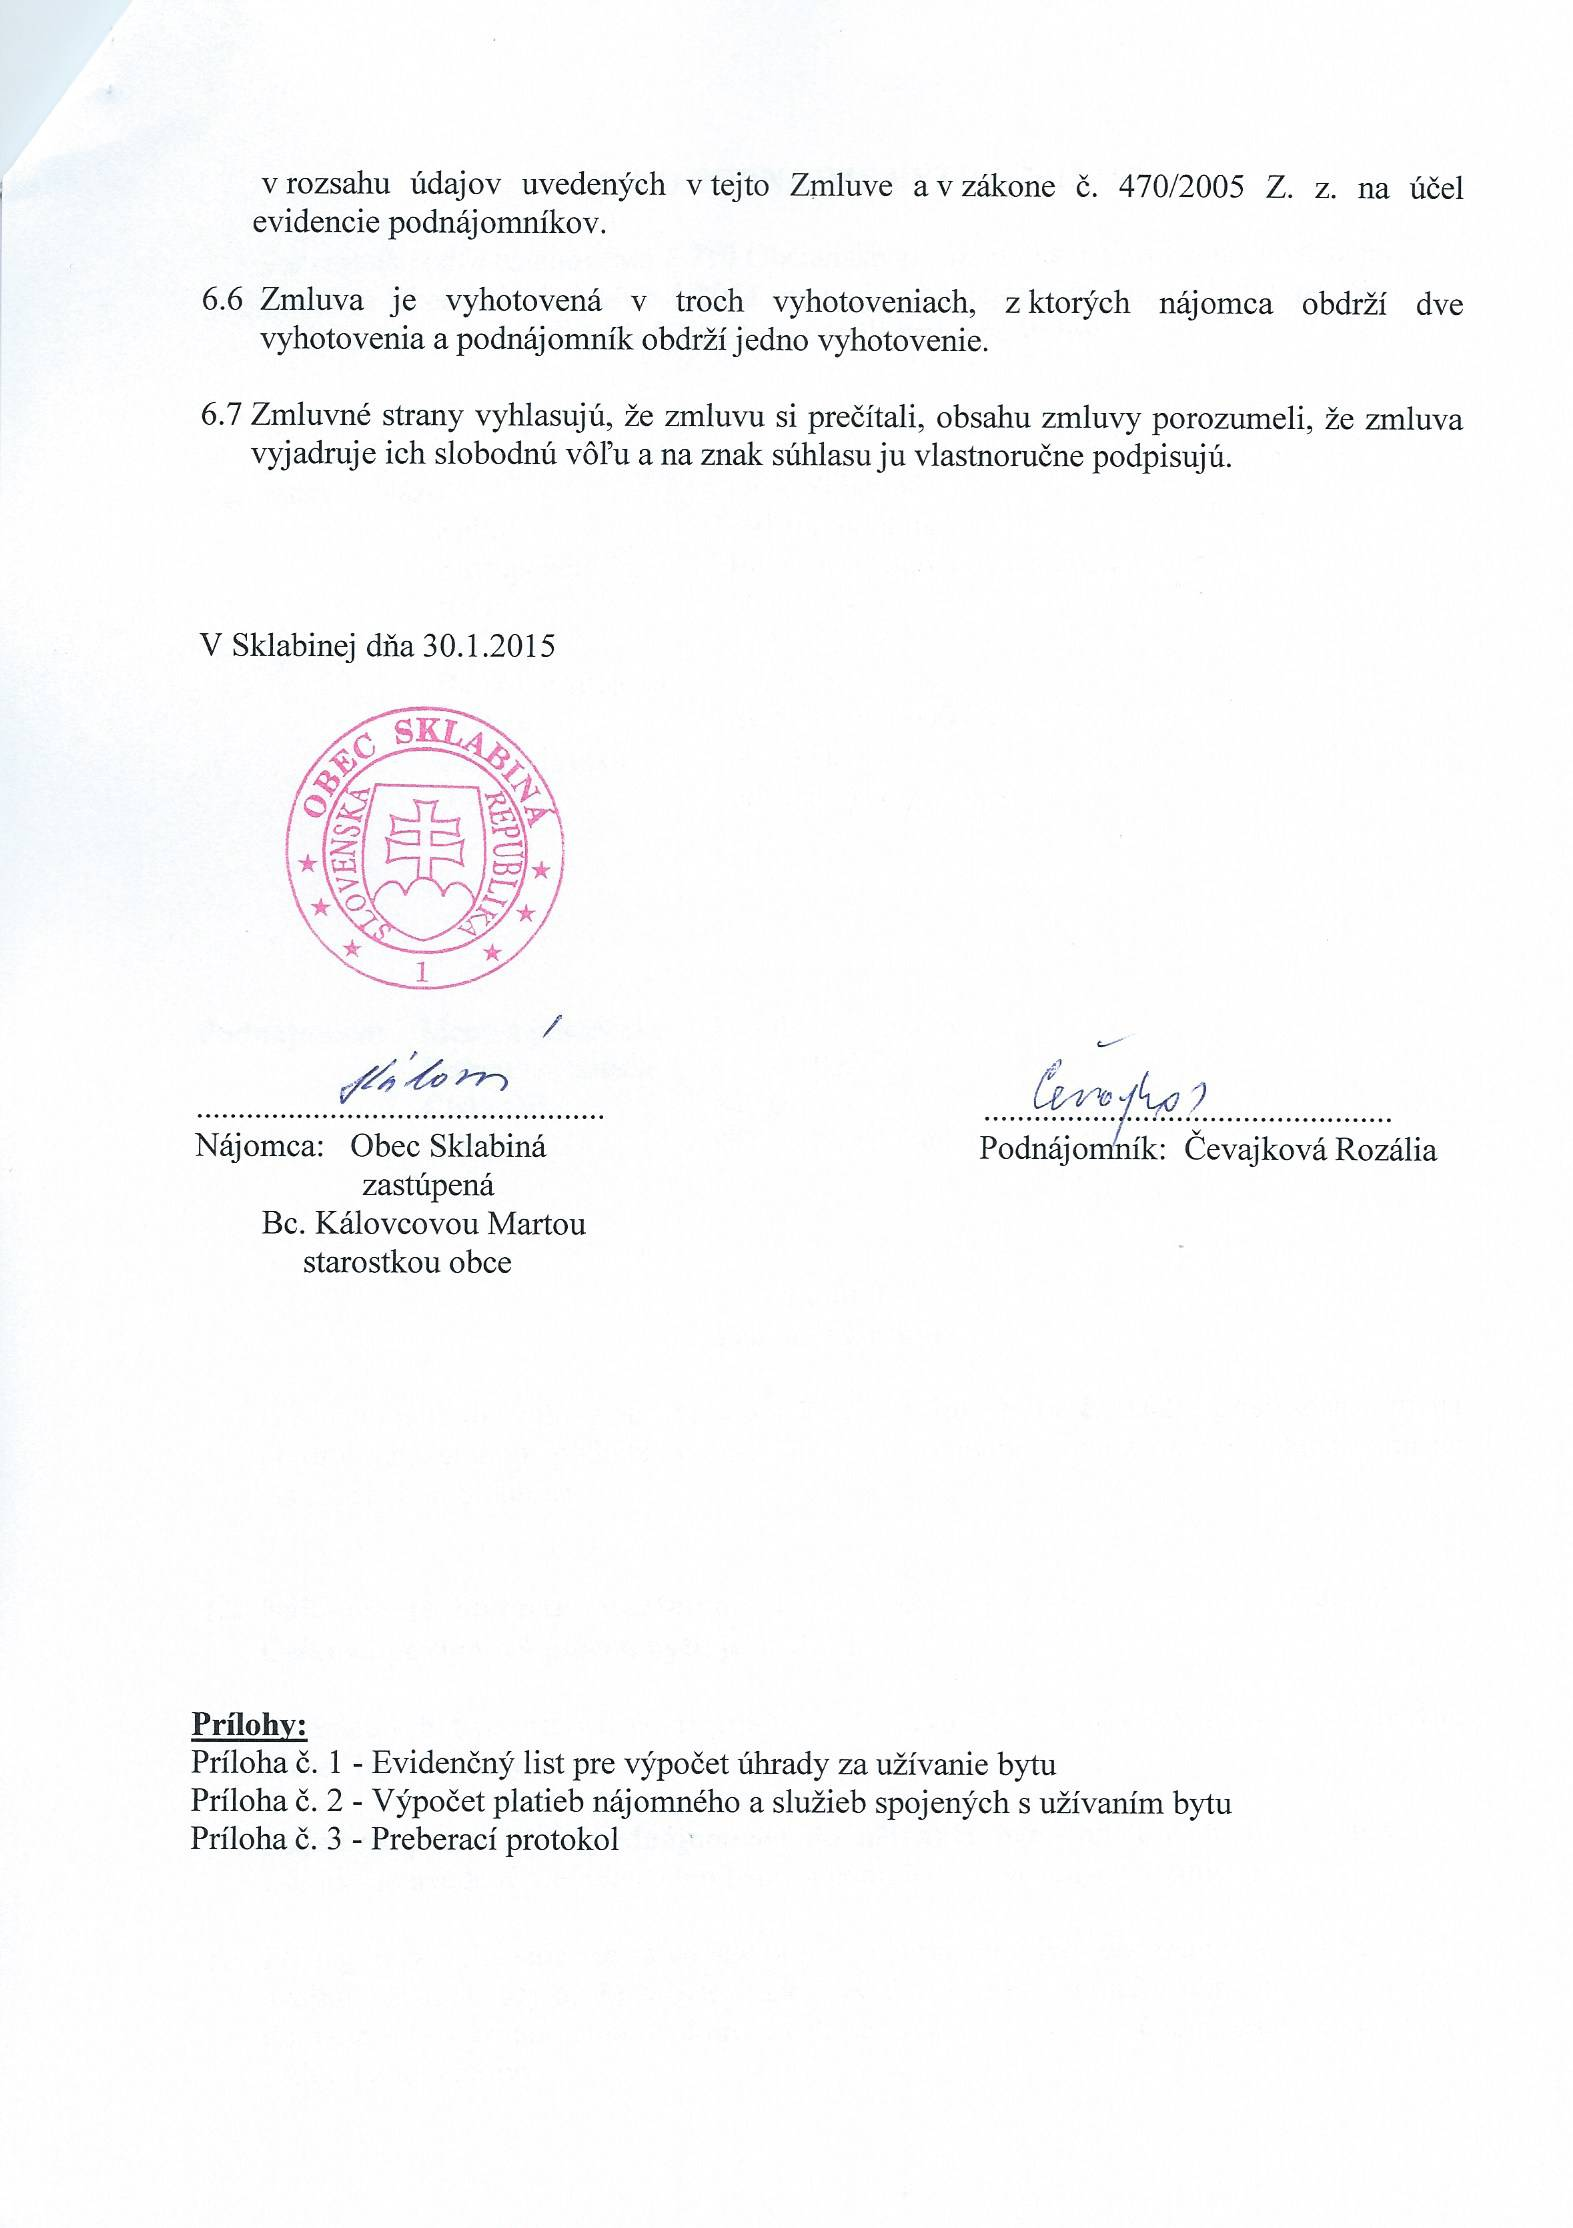 v rozsahu údajov uvedených v tejto Zmluve a v zákone č. 470/2005 Z. z. na účel
evidencie podnájomníkov.
6.6 Zmluva je vyhotovená v troch vyhotoveniach, z ktorých nájomca obdrží dve
vyhotovenia a podnájomník obdrží jedno vyhotovenie.
6.7 Zmluvné strany vyhlasujú, že zmluvu si prečítali, obsahu zmluvy porozumeli, že zmluva
vyjadruje ich slobodnú vôľu a na znak súhlasu ju vlastnoručne podpisujú.
V Sklabinej dňa 30.1.2015
OBEC SKLABINÁ
SLOVENSKÁ REPUBLIKA
1
Nájomca: Obec Sklabiná
zastúpená
Bc. Kálovcovou Martou
starostkou obce
Podnájomník: Čevajková Rozália
Prílohy:
Príloha č. 1 - Evidenčný list pre výpočet úhrady za užívanie bytu
Príloha č. 2 - Výpočet platieb nájomného a služieb spojených s užívaním bytu
Príloha č. 3 - Preberací protokol